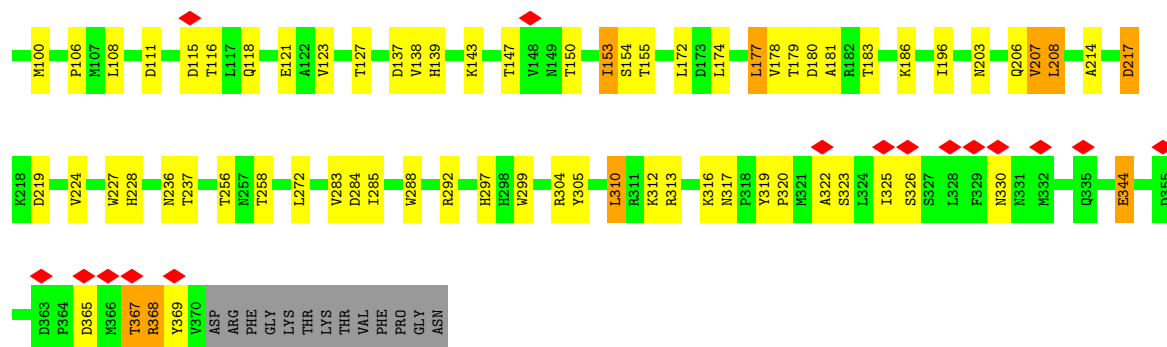 M100 P106 M107 L108 D111 D115 T116 L117 Q118 E121 A122 V123 T127 D137 V138 H139 K143 T147 V148 N149 T150 I153 S154 T155 L172 D173 L174 L177 V178 T179 D180 A181 R182 T183 K186 I196 N203 Q206 V207 L208 A214 D217
K218 D219 V224 W227 H228 N236 T237 T256 N257 T258 L272 V283 D284 I285 W288 R292 H297 H298 W299 R304 Y305 L310 R311 K312 R313 K316 N317 P318 Y319 P320 M321 A322 S323 L324 I325 S326 S327 L328 F329 N330 N331 M332 Q335 E344 D355
D363 P364 D365 M366 T367 R368 Y369 V370 ASP ARG PHE GLY LYS THR LYS THR VAL PHE PRO GLY ASN